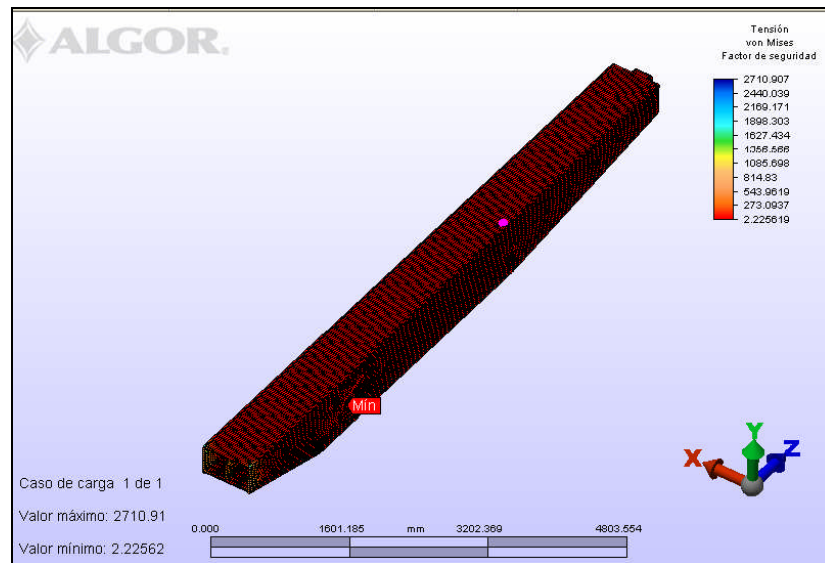 ALGOR®
Tensión
von Mises
Factor de seguridad
2710.907
2440.039
2169.171
1898.303
1627.434
1356.566
1085.698
814.83
543.9619
273.0937
2.225619
Mín
Y
X
Z
Caso de carga 1 de 1
Valor máximo: 2710.91
Valor mínimo: 2.22562
0.000
1601.185
mm
3202.369
4803.554